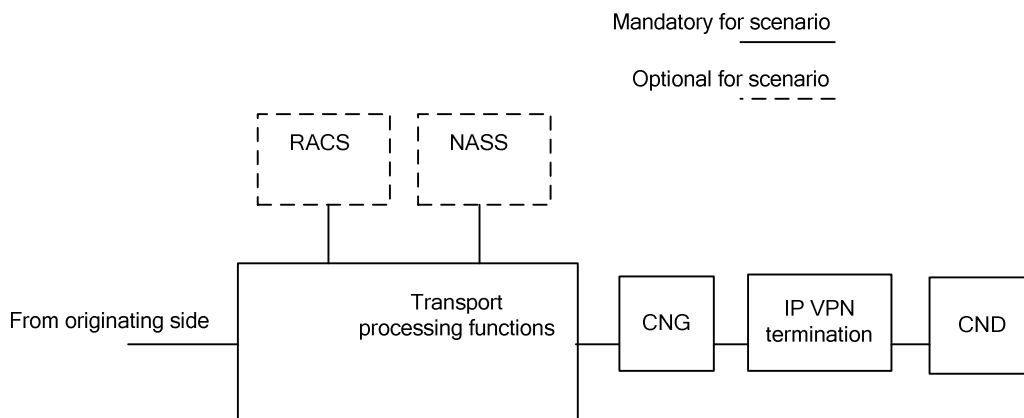 Mandatory for scenario
Optional for scenario
RACS
NASS
Transport
processing functions
From originating side
CNG
IP VPN
termination
CND